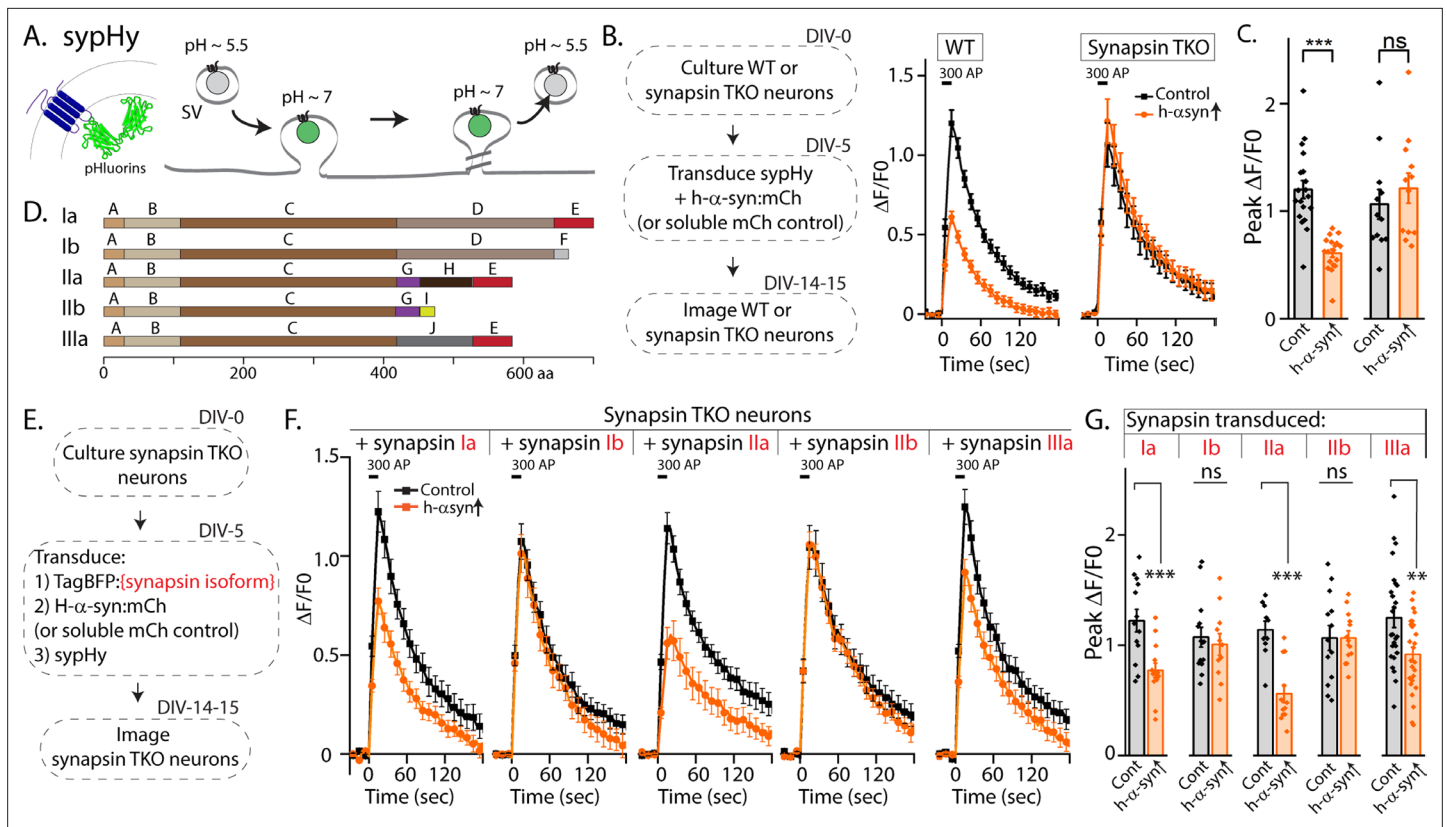 A. sypHy
pH ~ 5.5
SV
pHluorins
pH ~ 7
pH ~ 7
pH ~ 5.5
B.
DIV-0
Culture WT or
synapsin TKO
neurons
DIV-5
Transduce sypHy
+ h-α-syn:mCh
(or soluble mCh control)
DIV-14-15
Image WT or
synapsin TKO neurons
WT
300 AP
Synapsin TKO
300 AP
Control
h-αsyn↑
ΔF/F0
1.5
1.0
0.5
0
0 60 120
Time (sec)
0 60 120
Time (sec)
C.
***
ns
Peak ΔF/F0
2
1
0
Cont
h-α-syn↑
Cont
h-α-syn↑
D.
Ia
A B C D E
Ib
A B C D F
IIa
A B C G H E
IIb
A B C G I
IIIa
A B C J E
0 200 400 600 aa
E.
DIV-0
Culture synapsin TKO
neurons
DIV-5
Transduce:
1) TagBFP:{synapsin isoform}
2) H-α-syn:mCh
(or soluble mCh control)
3) sypHy
DIV-14-15
Image
synapsin TKO neurons
F.
Synapsin TKO neurons
+ synapsin Ia
+ synapsin Ib
+ synapsin IIa
+ synapsin IIb
+ synapsin IIIa
300 AP
300 AP
300 AP
300 AP
300 AP
Control
h-αsyn↑
ΔF/F0
1.5
1.0
0.5
0
0 60 120
Time (sec)
0 60 120
Time (sec)
0 60 120
Time (sec)
0 60 120
Time (sec)
0 60 120
Time (sec)
G.
Synapsin transduced:
Ia Ib IIa IIb IIIa
ns
ns
***
***
**
Peak ΔF/F0
2
1
0
Cont
h-α-syn↑
Cont
h-α-syn↑
Cont
h-α-syn↑
Cont
h-α-syn↑
Cont
h-α-syn↑